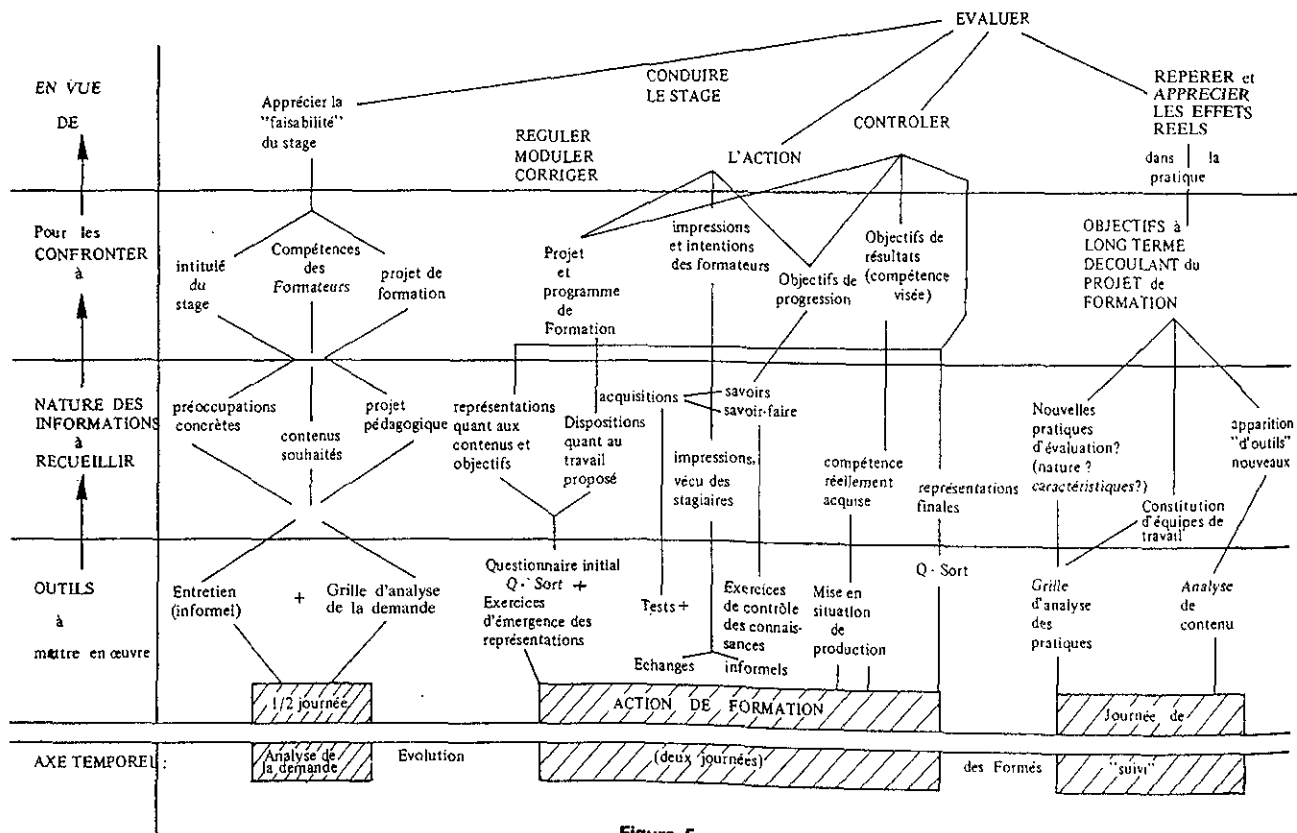 EVALUER
EN VUE
DE
Apprécier la
"faisabilité"
du stage
CONDUIRE
LE STAGE
REGULER
MODULER
CORRIGER
L'ACTION
CONTROLER
REPERER et
APPRECIER
LES EFFETS
REELS
dans la
pratique
Pour les
CONFRONTER
à
intitulé
du
stage
Compétences
des
Formateurs
projet de
formation
Projet
et
programme
de
Formation
impressions
et intentions
des formateurs
Objectifs de
progression
Objectifs de
résultats
(compétence
visée)
OBJECTIFS à
LONG TERME
DECOULANT du
PROJET de
FORMATION
NATURE DES
INFORMATIONS
à
RECUEILLIR
préoccupations
concrètes
contenus
souhaités
projet
pédagogique
représentations
quant aux
contenus et
objectifs
Dispositions
quant au
travail
proposé
acquisitions
savoirs
savoir-faire
impressions,
vécu des
stagiaires
compétence
réellement
acquise
représentations
finales
Nouvelles
pratiques
d'évaluation?
(nature ?
caractéristiques?)
Constitution
d'équipes de
travail
apparition
"d'outils"
nouveaux
OUTILS
à
mettre en œuvre
Entretien
(informel)
+
Grille d'analyse
de la demande
Questionnaire initial
Q - Sort +
Exercices
d'émergence des
représentations
Tests +
Exercices
de contrôle
des connais-
sances
Echanges
informels
Mise en
situation
de
production
Q - Sort
Grille
d'analyse
des
pratiques
Analyse
de
contenu
1/2 journée
ACTION DE FORMATION
Journée de
AXE TEMPOREL :
Analyse de
la demande
Evolution
(deux journées)
des Formés
"suivi"
Figure 5